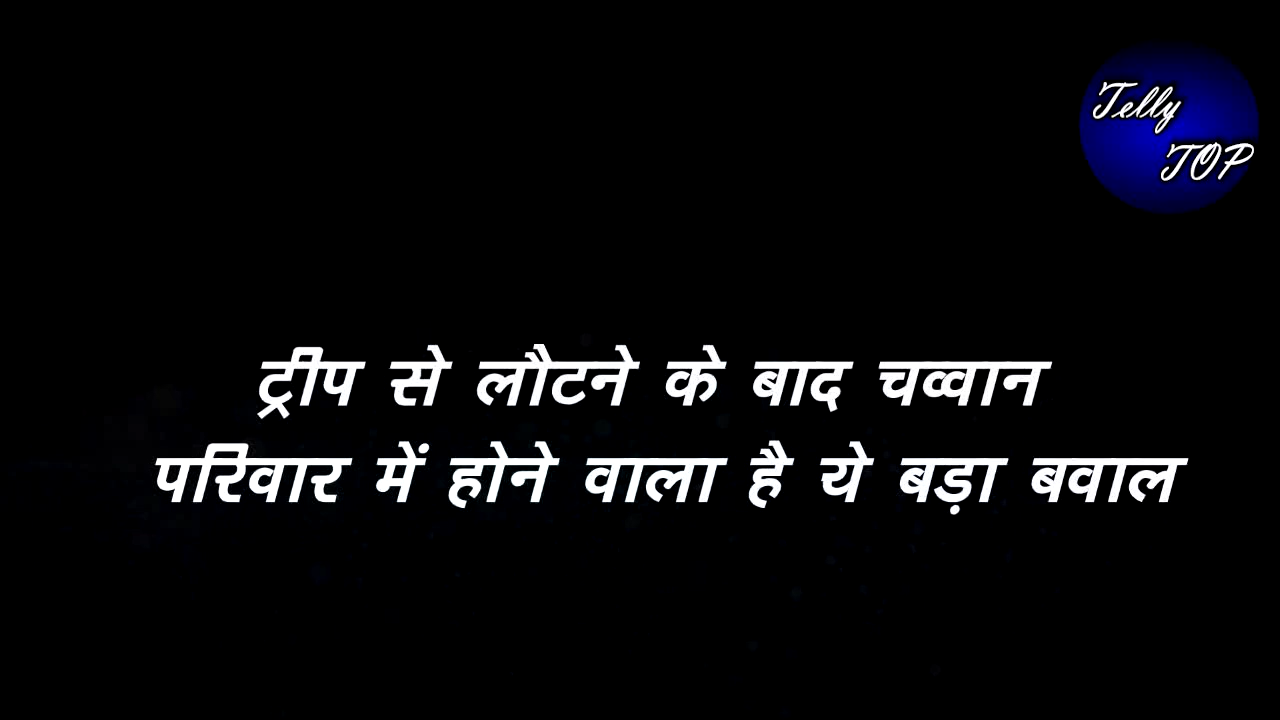 Telly
TOP
ट्रीप से लौटने के बाद चव्वान
परिवार में होने वाला है ये बड़ा बवाल